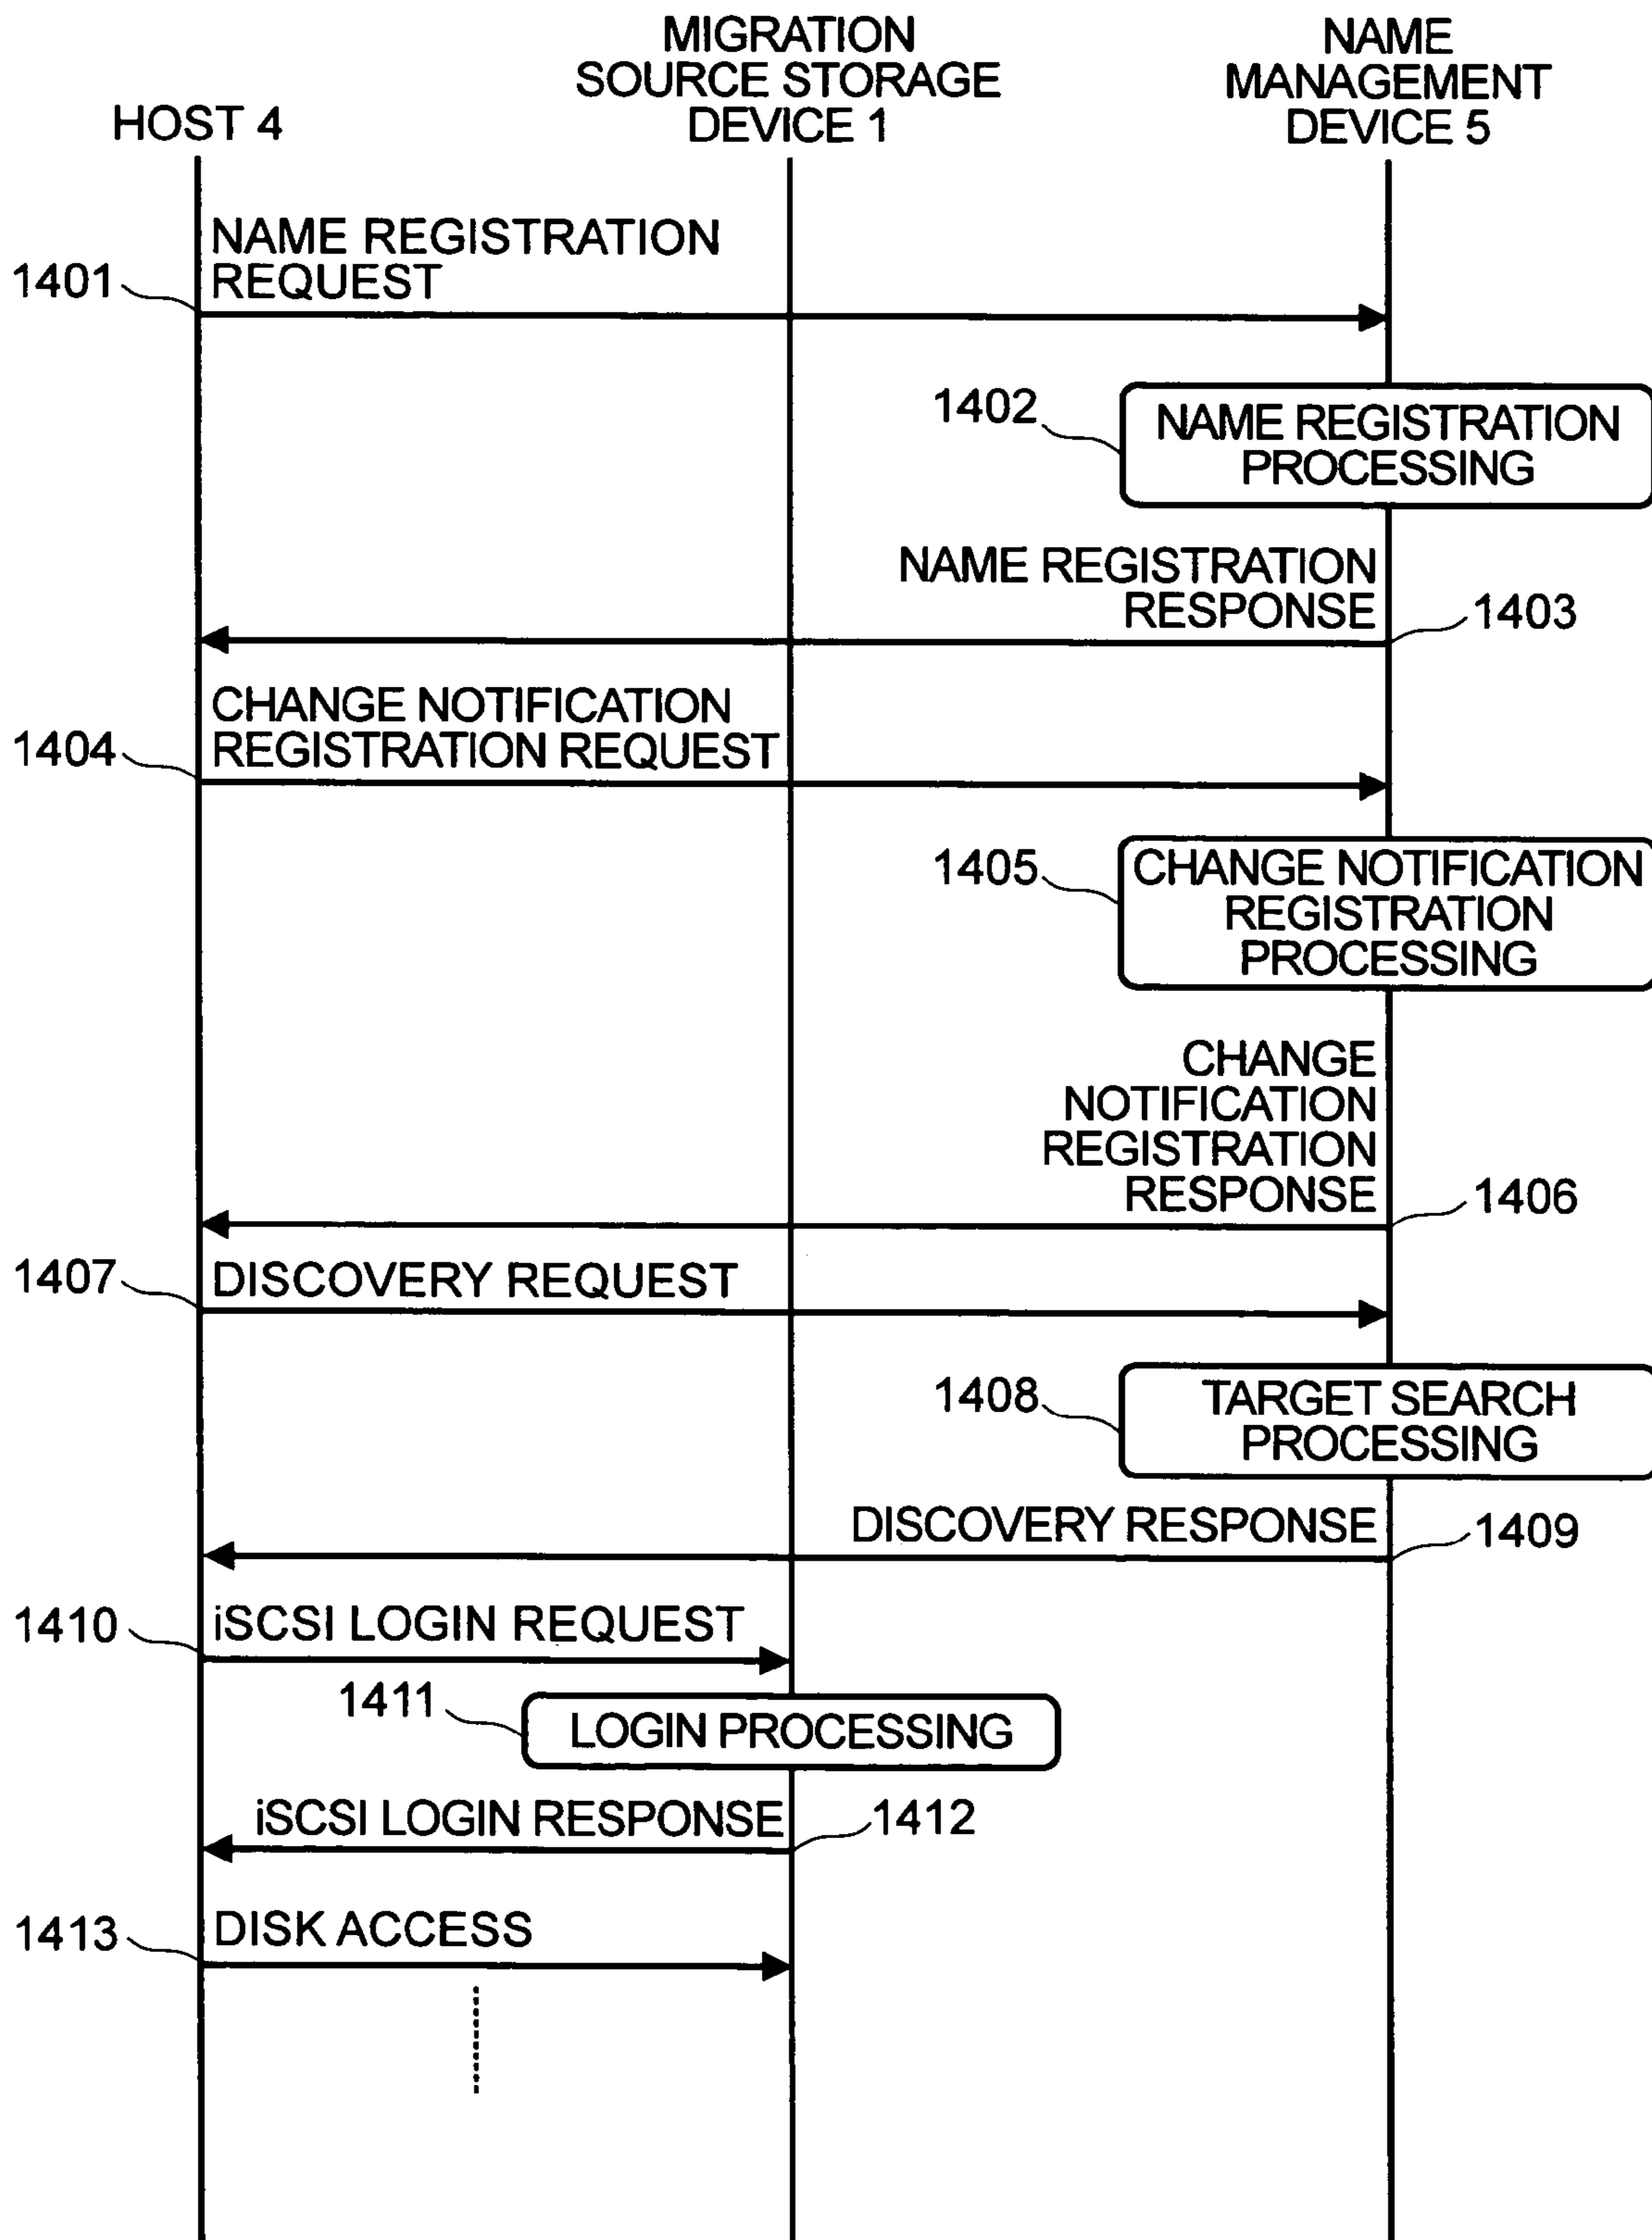 HOST 4
MIGRATION
SOURCE STORAGE
DEVICE 1
NAME
MANAGEMENT
DEVICE 5
1401
NAME REGISTRATION
REQUEST
1402
NAME REGISTRATION
PROCESSING
NAME REGISTRATION
RESPONSE
1403
1404
CHANGE NOTIFICATION
REGISTRATION REQUEST
1405
CHANGE NOTIFICATION
REGISTRATION
PROCESSING
CHANGE
NOTIFICATION
REGISTRATION
RESPONSE
1406
1407
DISCOVERY REQUEST
1408
TARGET SEARCH
PROCESSING
DISCOVERY RESPONSE
1409
1410
iSCSI LOGIN REQUEST
1411
LOGIN PROCESSING
iSCSI LOGIN RESPONSE
1412
1413
DISK ACCESS